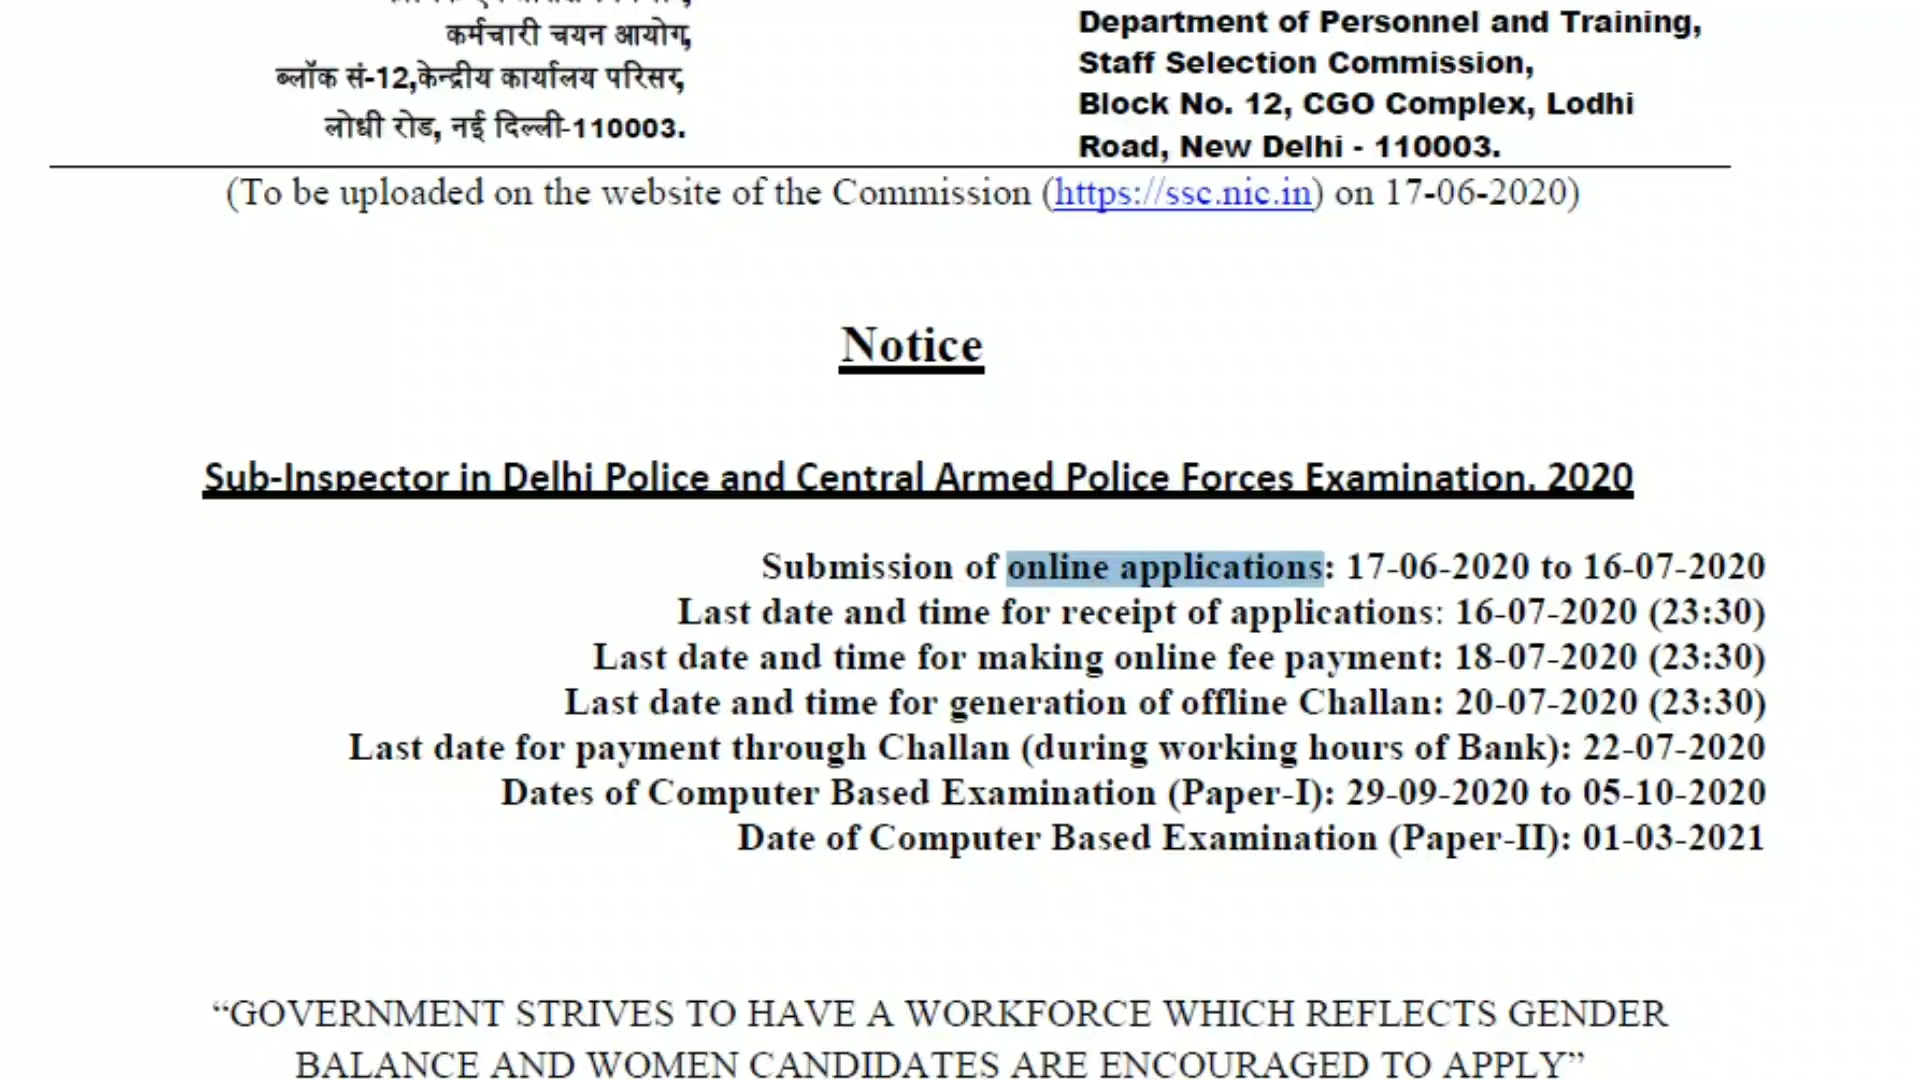 कर्मचारी चयन आयोग,
ब्लॉक सं-12,केन्द्रीय कार्यालय परिसर,
लोधी रोड, नई दिल्ली-110003.
Department of Personnel and Training,
Staff Selection Commission,
Block No. 12, CGO Complex, Lodhi
Road, New Delhi - 110003.
(To be uploaded on the website of the Commission (https://ssc.nic.in) on 17-06-2020)
Notice
Sub-Inspector in Delhi Police and Central Armed Police Forces Examination, 2020
Submission of online applications: 17-06-2020 to 16-07-2020
Last date and time for receipt of applications: 16-07-2020 (23:30)
Last date and time for making online fee payment: 18-07-2020 (23:30)
Last date and time for generation of offline Challan: 20-07-2020 (23:30)
Last date for payment through Challan (during working hours of Bank): 22-07-2020
Dates of Computer Based Examination (Paper-I): 29-09-2020 to 05-10-2020
Date of Computer Based Examination (Paper-II): 01-03-2021
“GOVERNMENT STRIVES TO HAVE A WORKFORCE WHICH REFLECTS GENDER
BALANCE AND WOMEN CANDIDATES ARE ENCOURAGED TO APPLY”